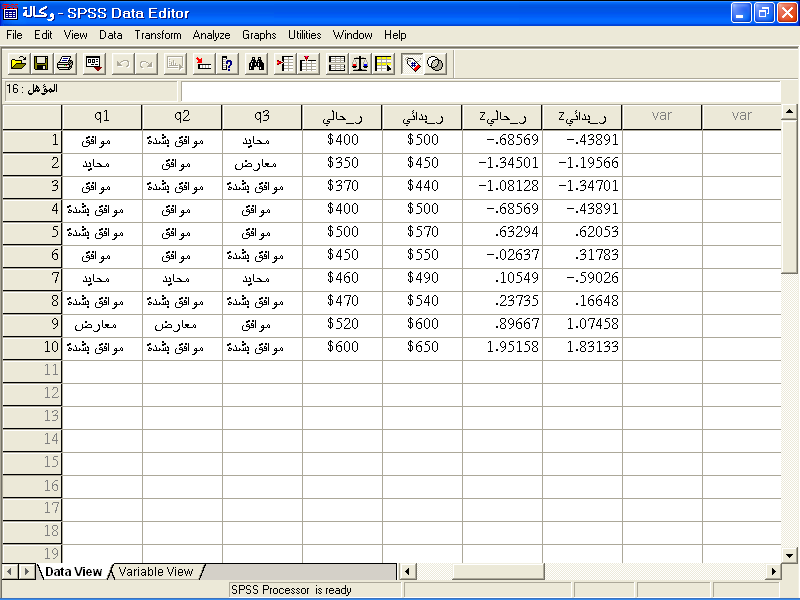 وكالة - SPSS Data Editor
File Edit View Data Transform Analyze Graphs Utilities Window Help
16 : المؤهل
q1 q2 q3 ر_حالي ر_بدائي zر_حالي zر_بدائي var var
1 موافق موافق بشدة محايد $400 $500 -.68569 -.43891
2 محايد موافق معارض $350 $450 -1.34501 -1.19566
3 موافق موافق بشدة موافق بشدة $370 $440 -1.08128 -1.34701
4 موافق بشدة موافق موافق $400 $500 -.68569 -.43891
5 موافق بشدة موافق موافق $500 $570 .63294 .62053
6 موافق موافق موافق بشدة $450 $550 -.02637 .31783
7 محايد محايد محايد $460 $490 .10549 -.59026
8 موافق بشدة موافق بشدة موافق بشدة $470 $540 .23735 .16648
9 معارض معارض موافق $520 $600 .89667 1.07458
10 موافق بشدة موافق بشدة موافق بشدة $600 $650 1.95158 1.83133
11
12
13
14
15
16
17
18
19
Data View Variable View
SPSS Processor is ready